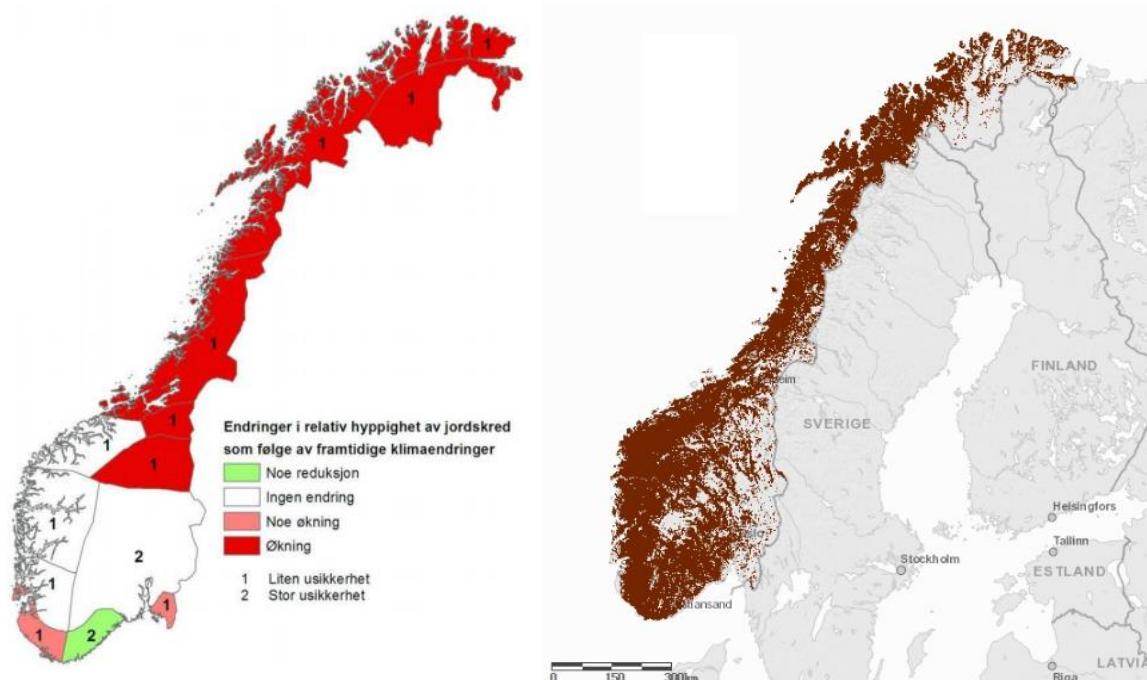 1
1
1
1
1
1
1
1
1
2
1
1
2
Endringer i relativ hyppighet av jordskred
som følge av framtidige klimaendringer
Noe reduksjon
Ingen endring
Noe økning
Økning
1 Liten usikkerhet
2 Stor usikkerhet
FINLAND
SVERIGE
Helsingfors
Tallinn
Stockholm
ESTLAND
LATVIA
Riga
0 150 300km